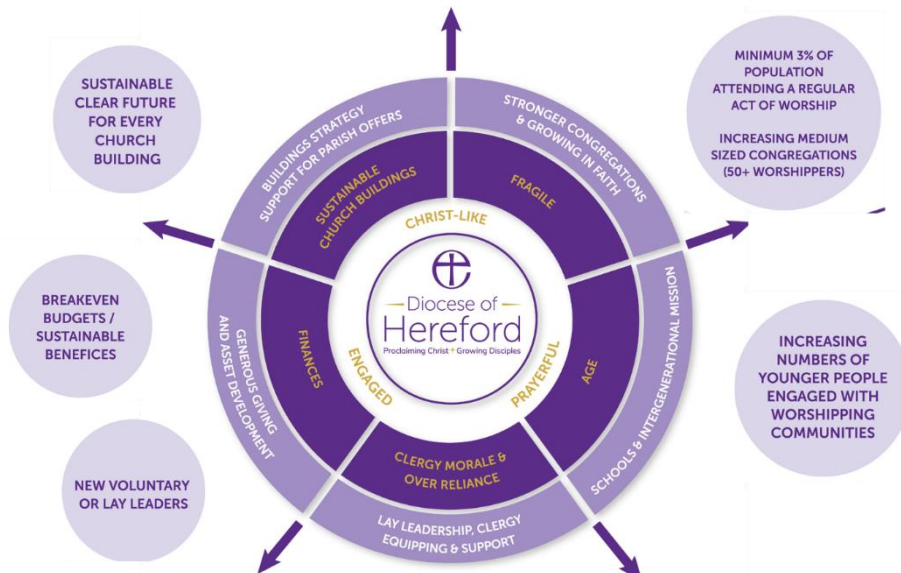 SUSTAINABLE
CLEAR FUTURE
FOR EVERY
CHURCH
BUILDING
BUILDINGS STRATEGY
SUPPORT FOR PARISH OFFERS
STRONGER CONGREGATIONS
& GROWING IN FAITH
MINIMUM 3% OF
POPULATION
ATTENDING A REGULAR
ACT OF WORSHIP
INCREASING MEDIUM
SIZED CONGREGATIONS
(50+ WORSHIPPERS)
SUSTAINABLE
CHURCH BUILDINGS
FRAGILE
CHRIST-LIKE
Diocese of
Hereford
Proclaiming Christ + Growing Disciples
BREAKEVEN
BUDGETS /
SUSTAINABLE
BENEFICES
GENEROUS GIVING
AND ASSET DEVELOPMENT
FINANCES
ENGAGED
PRAYERFUL
AGE
SCHOOLS & INTERGENERATIONAL MISSION
INCREASING
NUMBERS OF
YOUNGER PEOPLE
ENGAGED WITH
WORSHIPPING
COMMUNITIES
CLERGY MORALE &
OVER RELIANCE
LAY LEADERSHIP, CLERGY
EQUIPPING & SUPPORT
NEW VOLUNTARY
OR LAY LEADERS